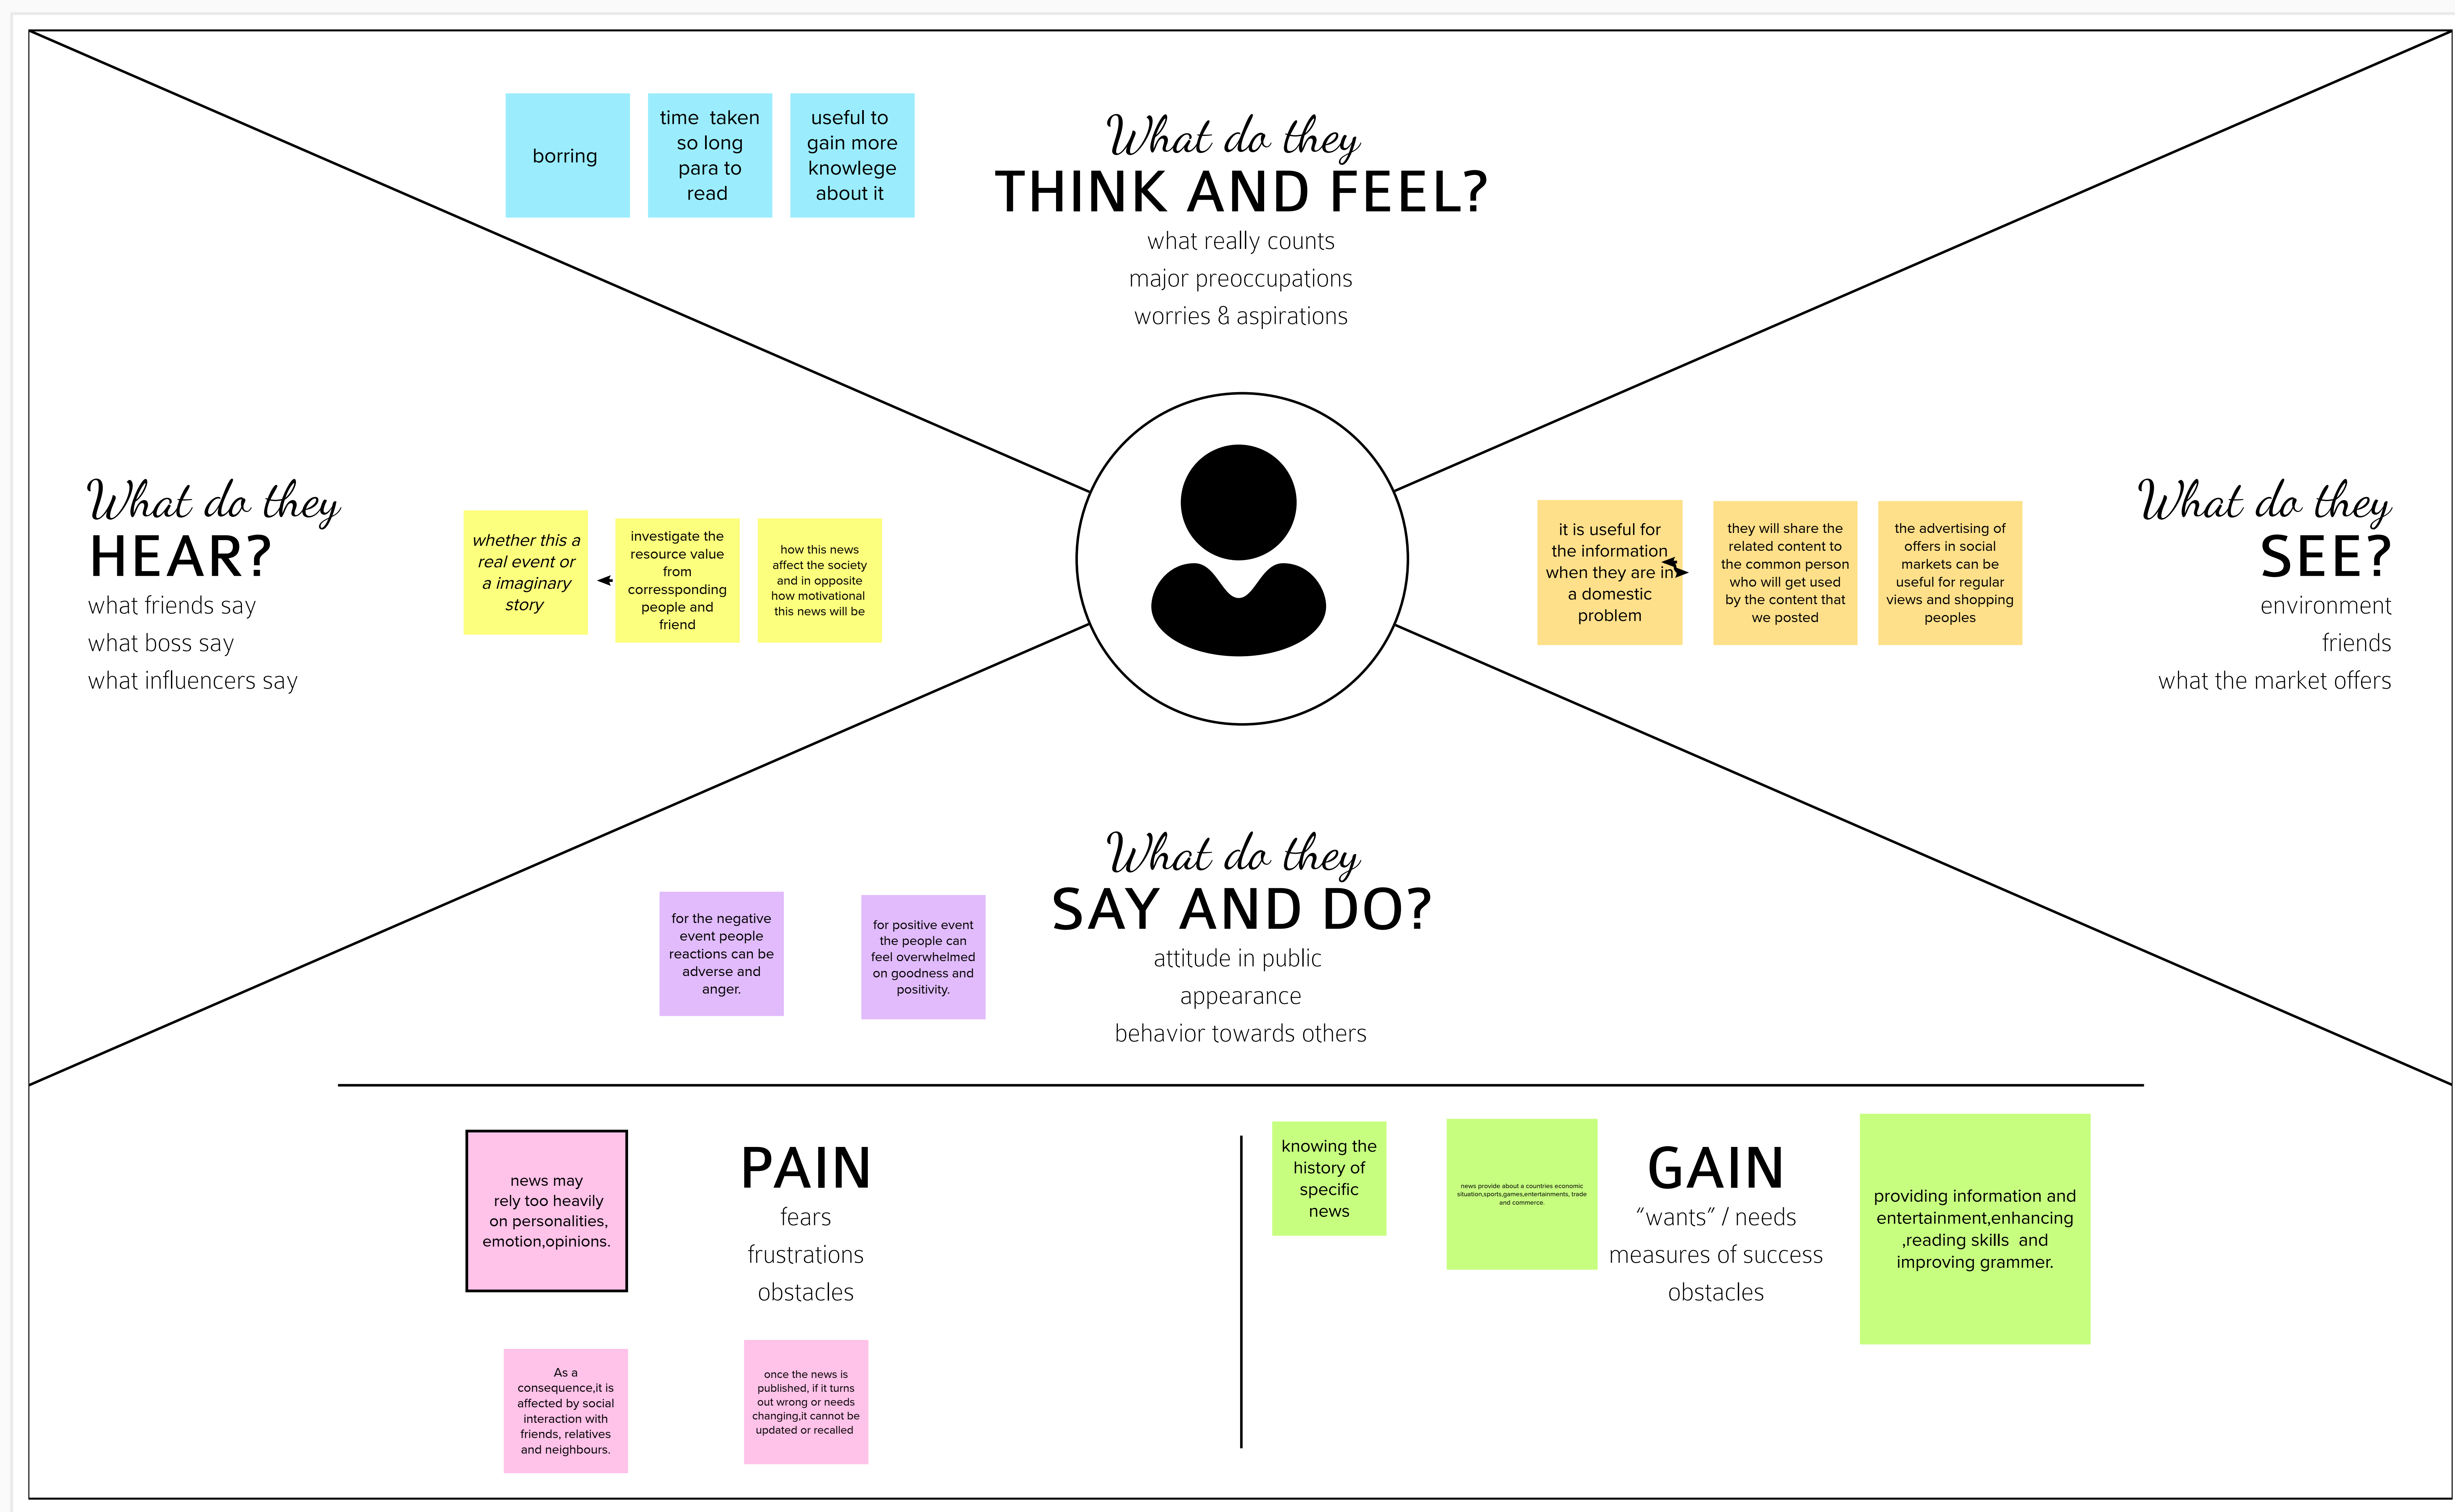 borring
time  taken
so long
para to
read
useful to
gain more
knowlege
about it
What do they
THINK AND FEEL?
what really counts
major preoccupations
worries & aspirations
What do they
HEAR?
what friends say
what boss say
what influencers say
whether this a
real event or
a imaginary
story
investigate the
resource value
from
corressponding
people and
friend
how this news
affect the society
and in opposite
how motivational
this news will be
it is useful for
the information
when they are in
a domestic
problem
they will share the
related content to
the common person
who will get used
by the content that
we posted
the advertising of
offers in social
markets can be
useful for regular
views and shopping
peoples
What do they
SEE?
environment
friends
what the market offers
What do they
SAY AND DO?
attitude in public
appearance
behavior towards others
for the negative
event people
reactions can be
adverse and
anger.
for positive event
the people can
feel overwhelmed
on goodness and
positivity.
PAIN
fears
frustrations
obstacles
news may
rely too heavily
on personalities,
emotion,opinions.
As a
consequence,it is
affected by social
interaction with
friends, relatives
and neighbours.
once the news is
published, if it turns
out wrong or needs
changing,it cannot be
updated or recalled
knowing the
history of
specific
news
news provide about a countries economic
situation,sports,games,entertainments, trade
and commerce.
GAIN
“wants” / needs
measures of success
obstacles
providing information and
entertainment,enhancing
,reading skills  and
improving grammer.